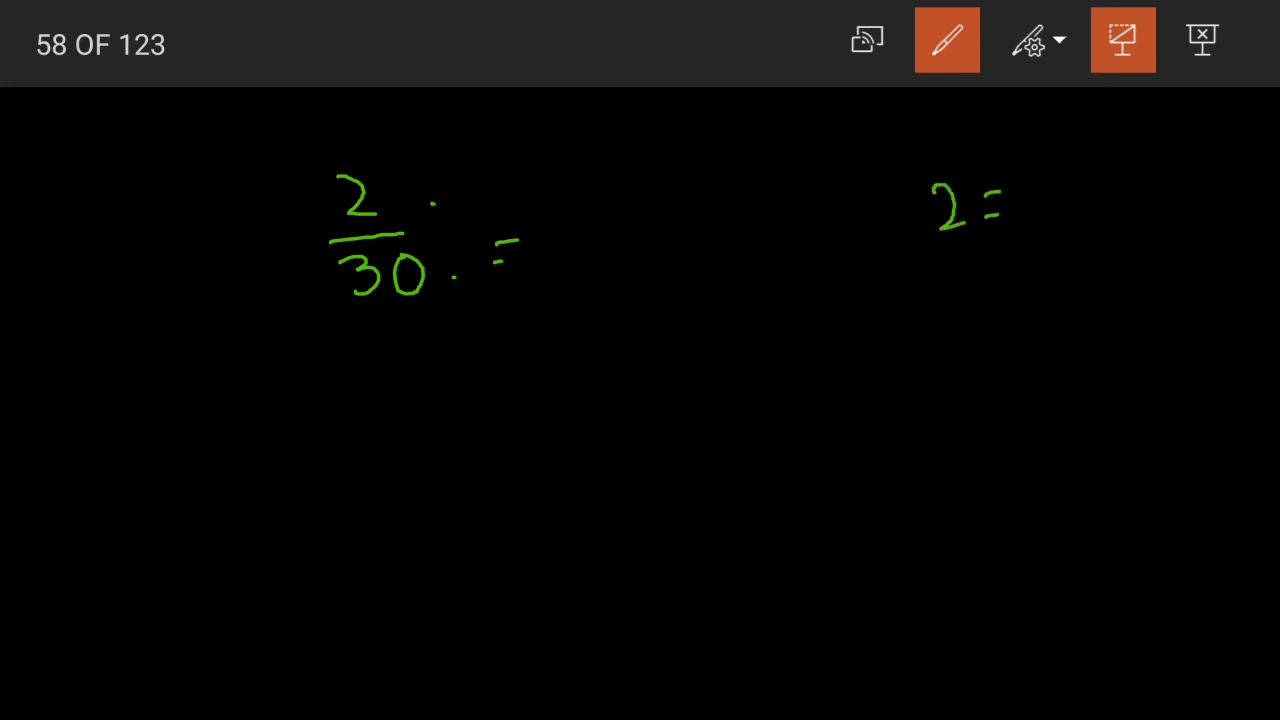 58 OF 123
2 .
30 . =
2 =